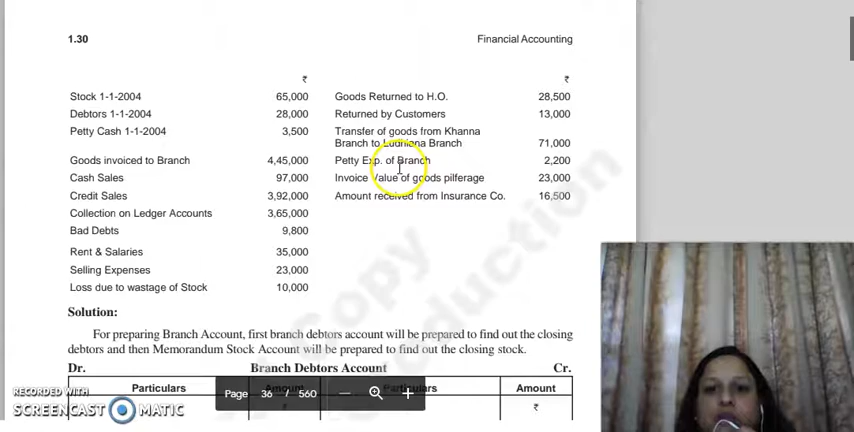 1.30 Financial Accounting
₹ ₹
Stock 1-1-2004 65,000 Goods Returned to H.O. 28,500
Debtors 1-1-2004 28,000 Returned by Customers 13,000
Petty Cash 1-1-2004 3,500 Transfer of goods from Khanna
Branch to Ludhiana Branch 71,000
Goods invoiced to Branch 4,45,000 Petty Exp. of Branch 2,200
Cash Sales 97,000 Invoice Value of goods pilferage 23,000
Credit Sales 3,92,000 Amount received from Insurance Co. 16,500
Collection on Ledger Accounts 3,65,000
Bad Debts 9,800
Rent & Salaries 35,000
Selling Expenses 23,000
Loss due to wastage of Stock 10,000
Solution:
For preparing Branch Account, first branch debtors account will be prepared to find out the closing
debtors and then Memorandum Stock Account will be prepared to find out the closing stock.
Dr. Branch Debtors Account Cr.
Particulars Amount Particulars Amount
₹
Page 36 / 560
RECORDED WITH
SCREENCAST MATIC
Copy